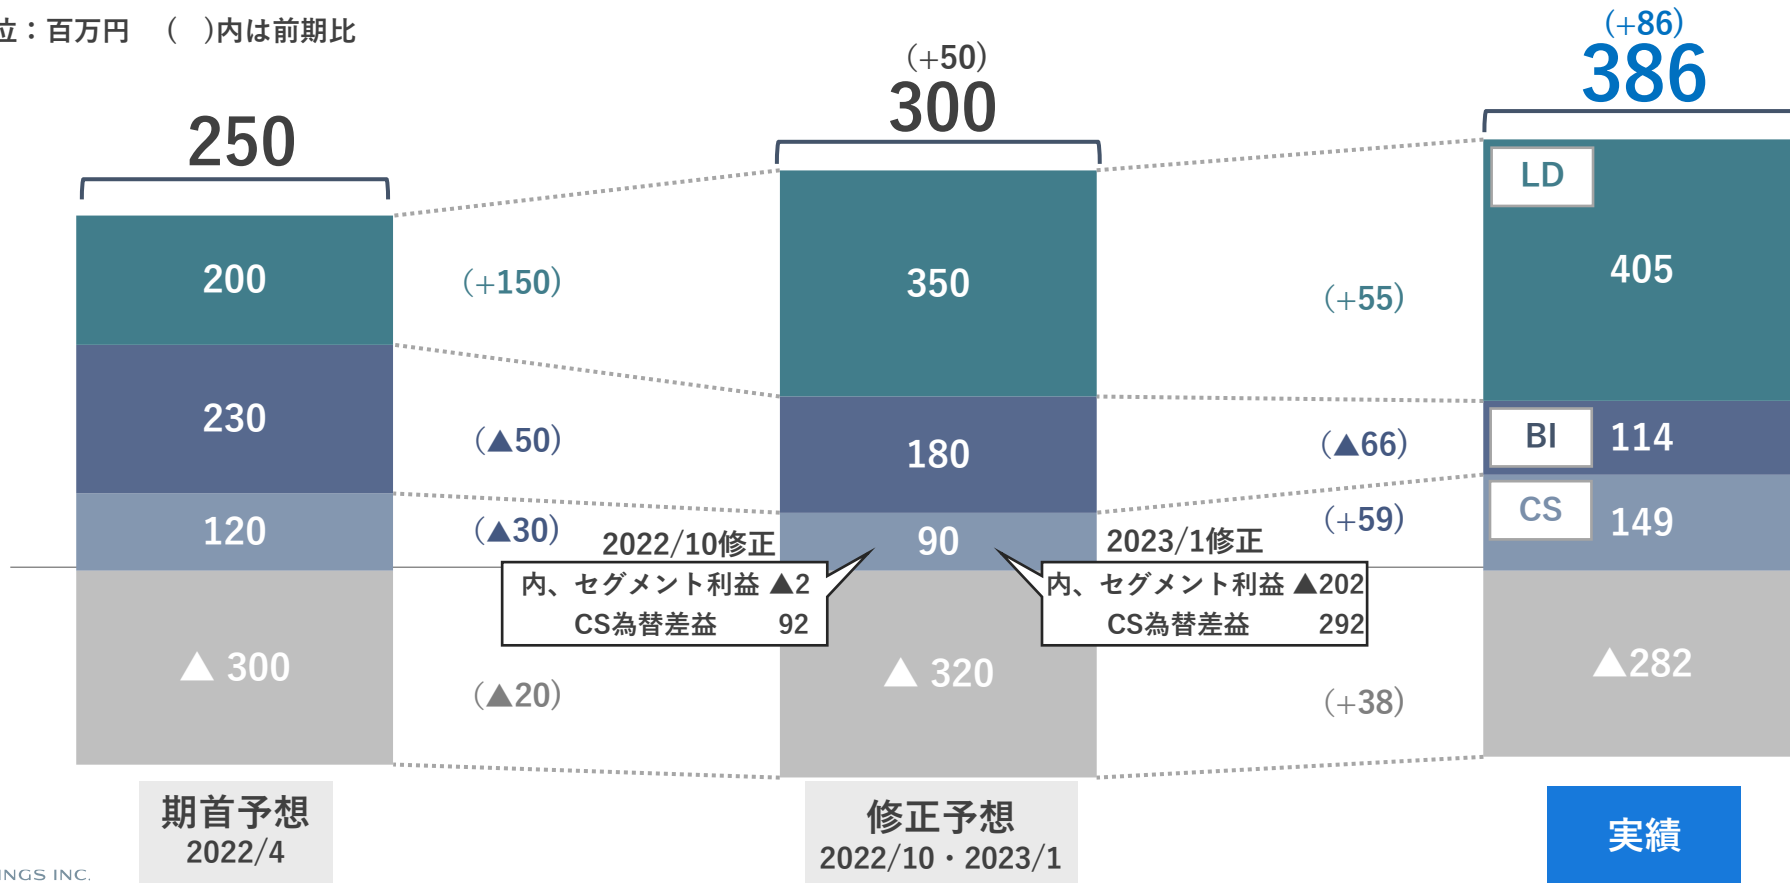 位：百万円　(　)内は前期比
250
(+50)
300
(+86)
386
200
(+150)
350
(+55)
LD
405
230
(▲50)
180
(▲66)
BI
114
120
(▲30)
90
(+59)
CS
149
2022/10修正
内、セグメント利益 ▲2
CS為替差益 92
2023/1修正
内、セグメント利益 ▲202
CS為替差益 292
▲ 300
(▲20)
▲ 320
(+38)
▲282
期首予想
2022/4
修正予想
2022/10・2023/1
実績
INGS INC.